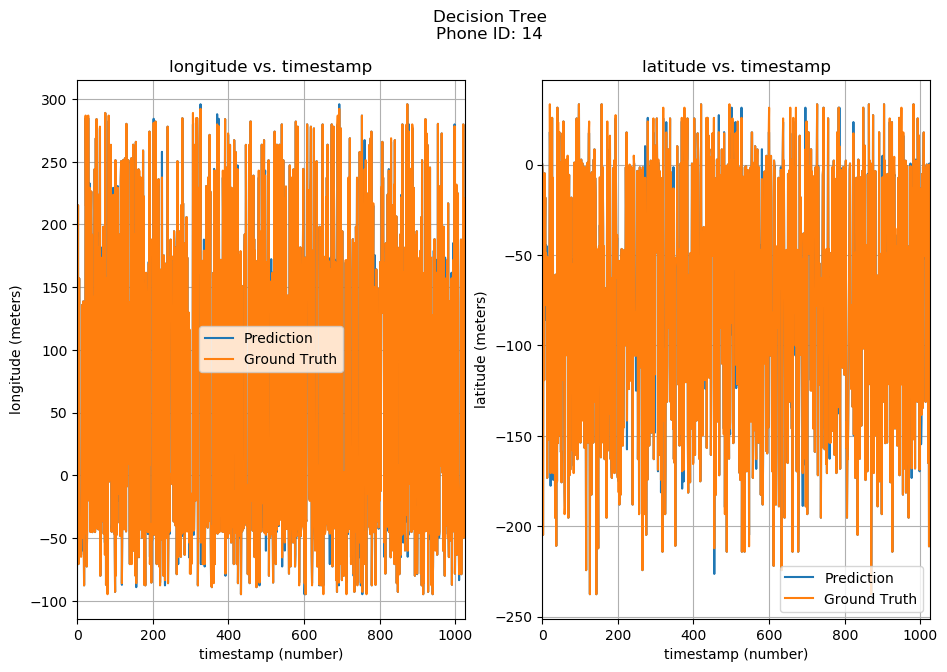 Decision Tree
Phone ID: 14
longitude vs. timestamp
300
250
200
150
100
50
0
−50
−100
longitude (meters)
Prediction
Ground Truth
0 200 400 600 800 1000
timestamp (number)
latitude vs. timestamp
0
−50
−100
−150
−200
−250
latitude (meters)
Prediction
Ground Truth
0 200 400 600 800 1000
timestamp (number)